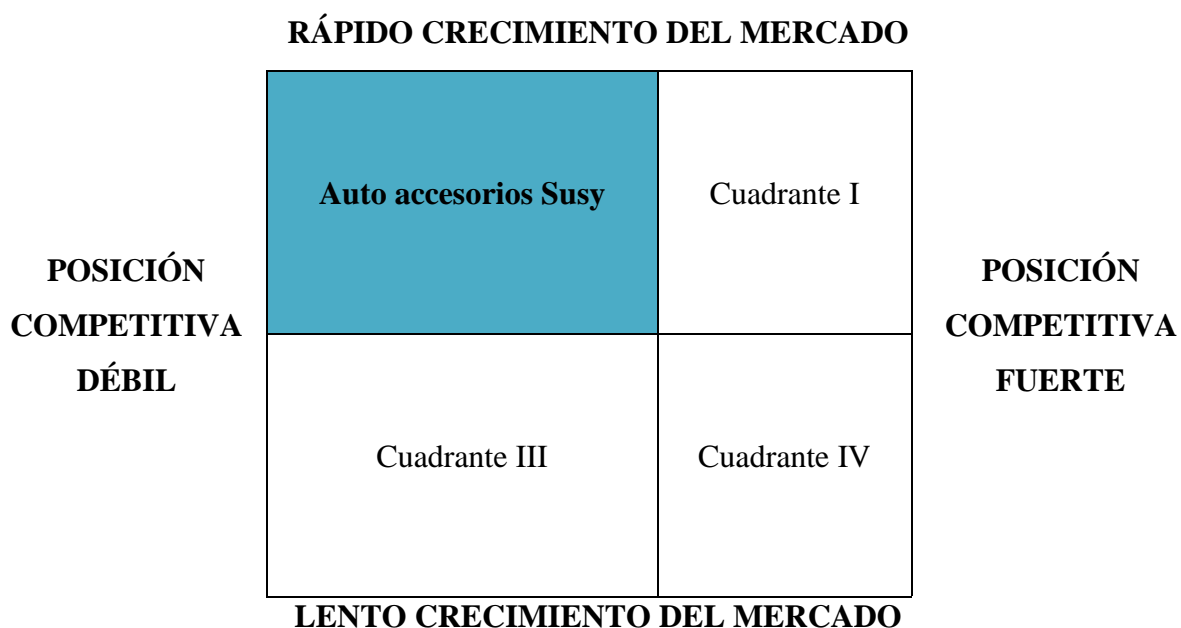 RÁPIDO CRECIMIENTO DEL MERCADO
Auto accesorios Susy
Cuadrante I
POSICIÓN
COMPETITIVA
DÉBIL
POSICIÓN
COMPETITIVA
FUERTE
Cuadrante III
Cuadrante IV
LENTO CRECIMIENTO DEL MERCADO